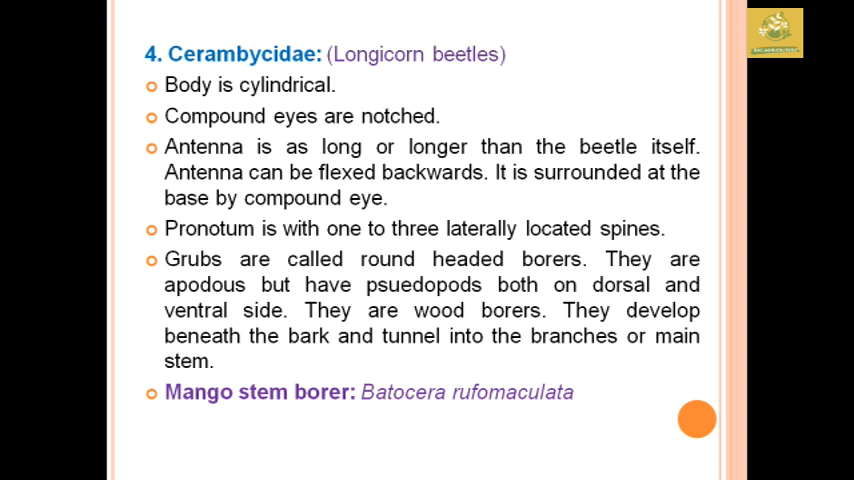 4. Cerambycidae: (Longicorn beetles)
Body is cylindrical.
Compound eyes are notched.
Antenna is as long or longer than the beetle itself.
Antenna can be flexed backwards. It is surrounded at the
base by compound eye.
Pronotum is with one to three laterally located spines.
Grubs are called round headed borers. They are
apodous but have psuedopods both on dorsal and
ventral side. They are wood borers. They develop
beneath the bark and tunnel into the branches or main
stem.
Mango stem borer: Batocera rufomaculata